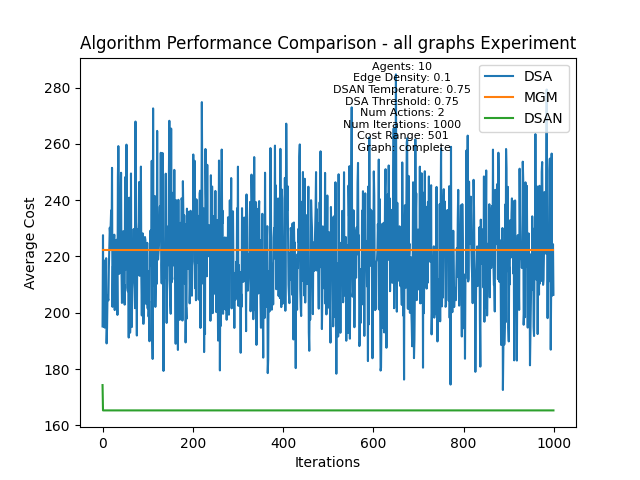 Algorithm Performance Comparison - all graphs Experiment
Agents: 10
Edge Density: 0.1
DSAN Temperature: 0.75
DSA Threshold: 0.75
Num Actions: 2
Num Iterations: 1000
Cost Range: 501
Graph: complete
DSA
MGM
DSAN
Average Cost
280
260
240
220
200
180
160
0 200 400 600 800 1000
Iterations